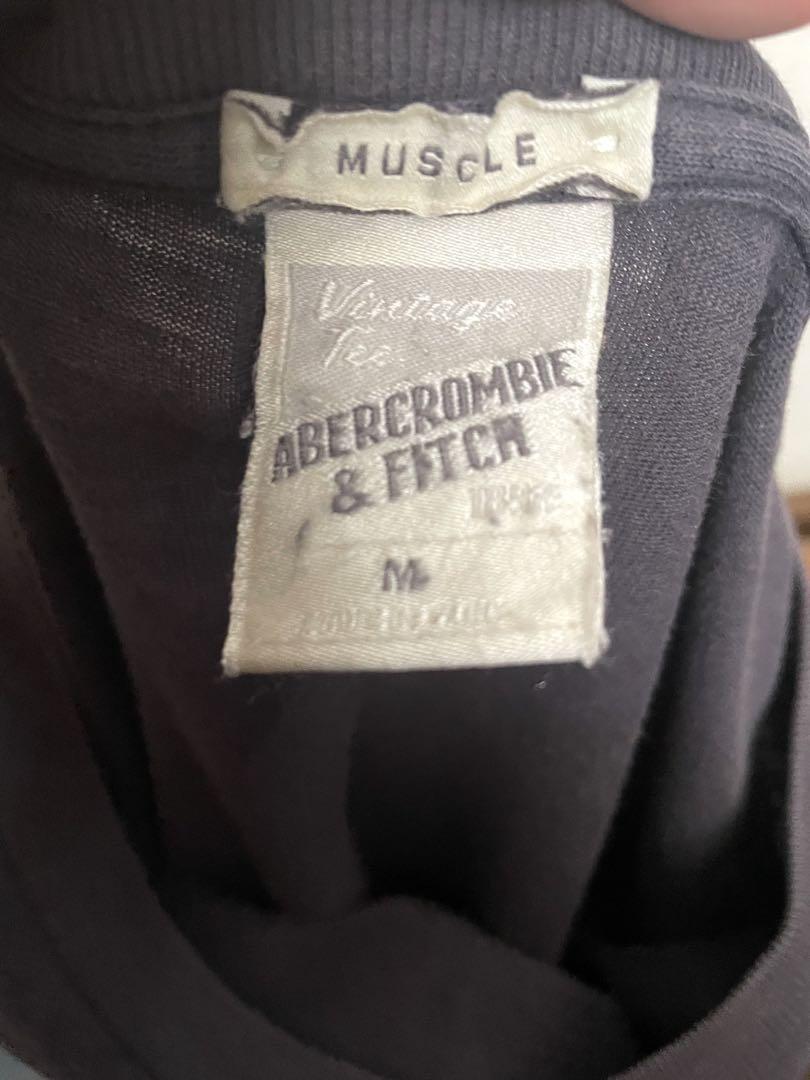 MUSCLE
Vintage
Tee
ABERCROMBIE
& FITCH
M